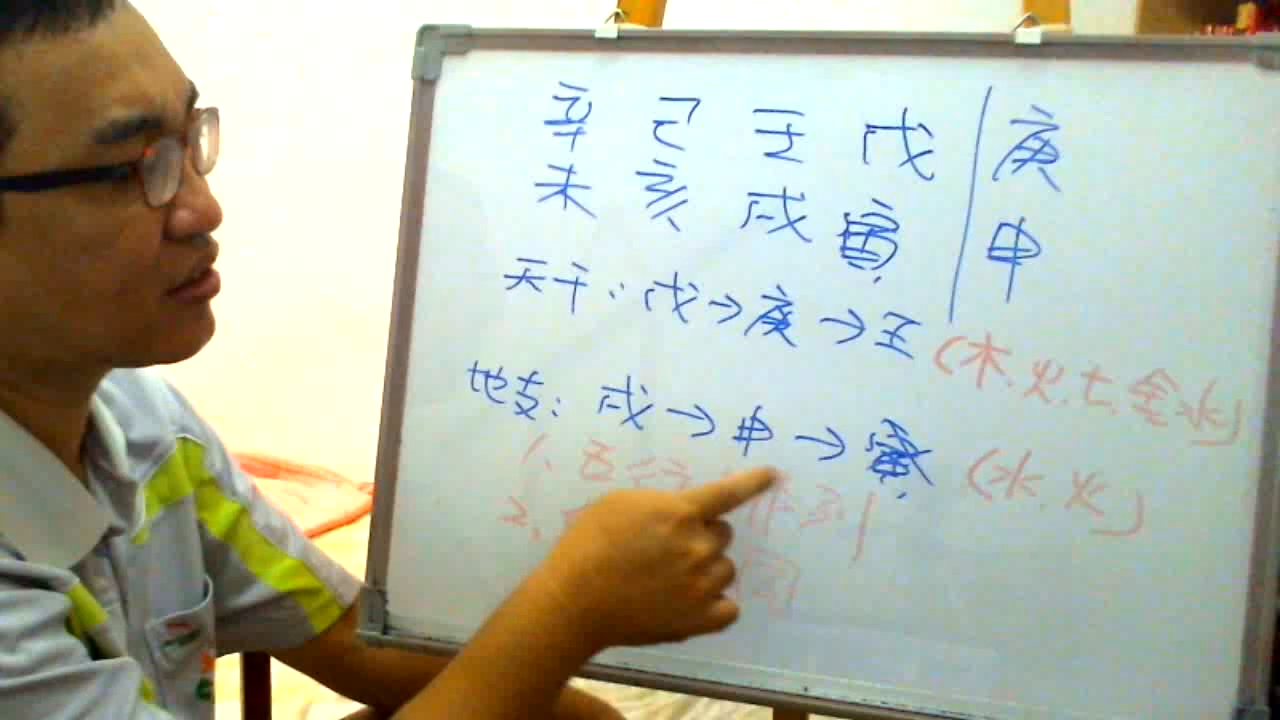 辛 己 壬 戊 | 庚
未 亥 戌 寅 | 申
天干: 戊→庚→壬 (木.火.土.金.水)
地支: 戌→申→寅 (水.火)
1、五行
2、